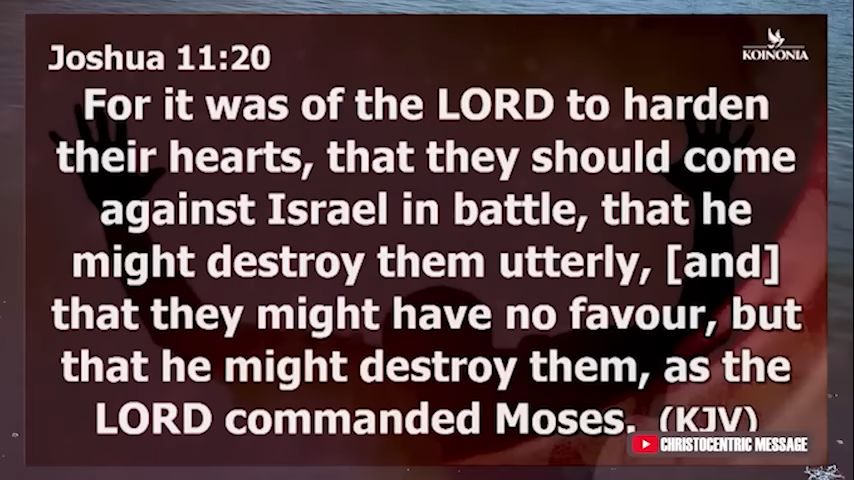 Joshua 11:20
KOINONIA
For it was of the LORD to harden
their hearts, that they should come
against Israel in battle, that he
might destroy them utterly, [and]
that they might have no favour, but
that he might destroy them, as the
LORD commanded Moses. (KJV)
CHRISTOCENTRIC MESSAGE